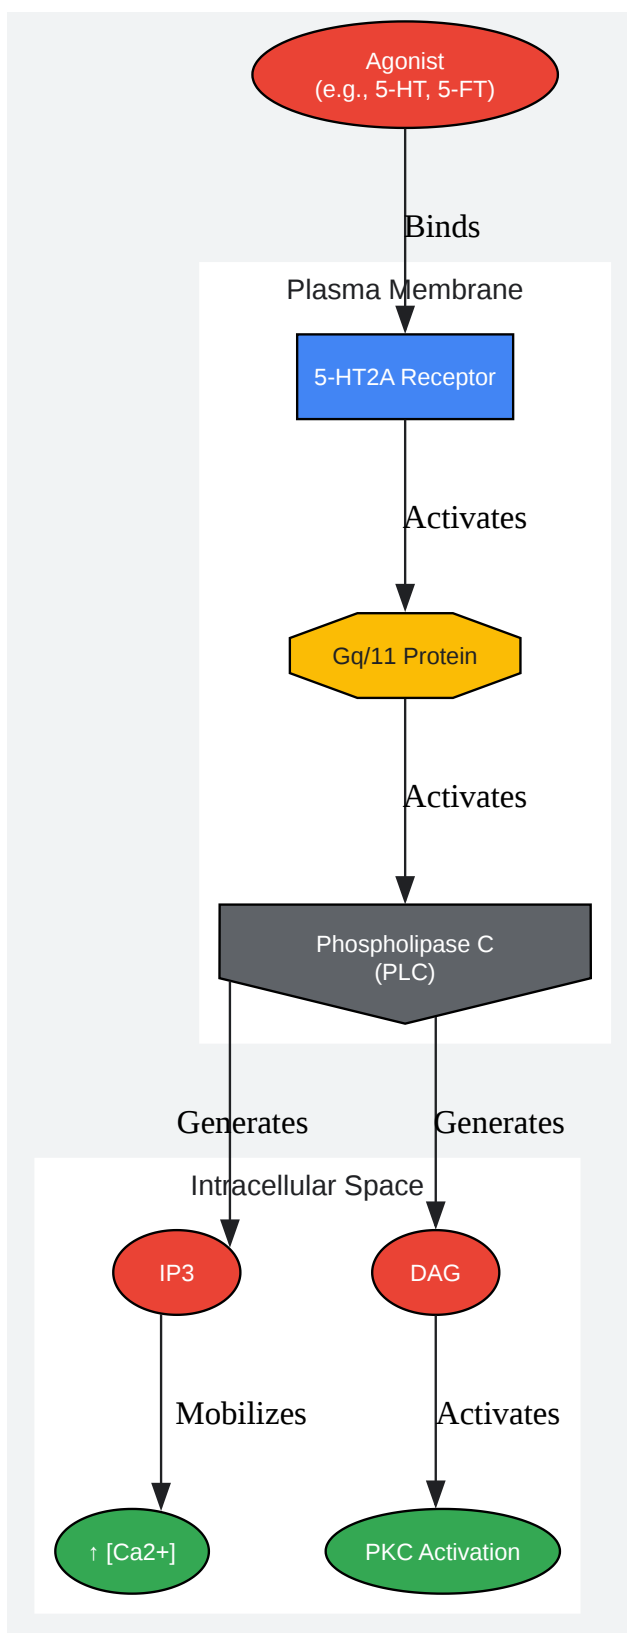 Agonist
(e.g., 5-HT, 5-FT)
Binds
Plasma Membrane
5-HT2A Receptor
Activates
Gq/11 Protein
Activates
Phospholipase C
(PLC)
Generates
Generates
Intracellular Space
IP3
DAG
Mobilizes
Activates
↑ [Ca2+]
PKC Activation